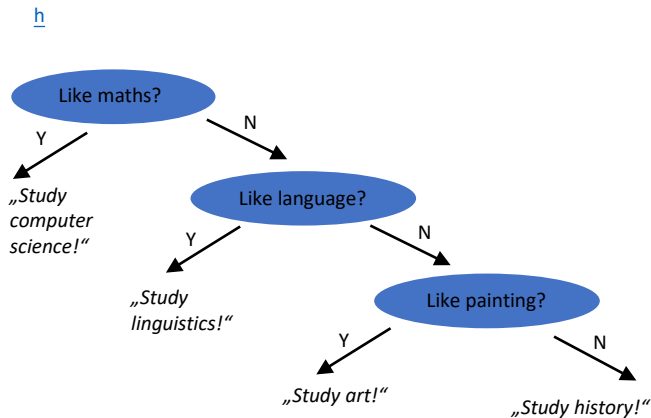 h
Like maths?
Y
N
„Study
computer
science!“
Like language?
Y
N
„Study
linguistics!“
Like painting?
Y
N
„Study art!“
„Study history!“